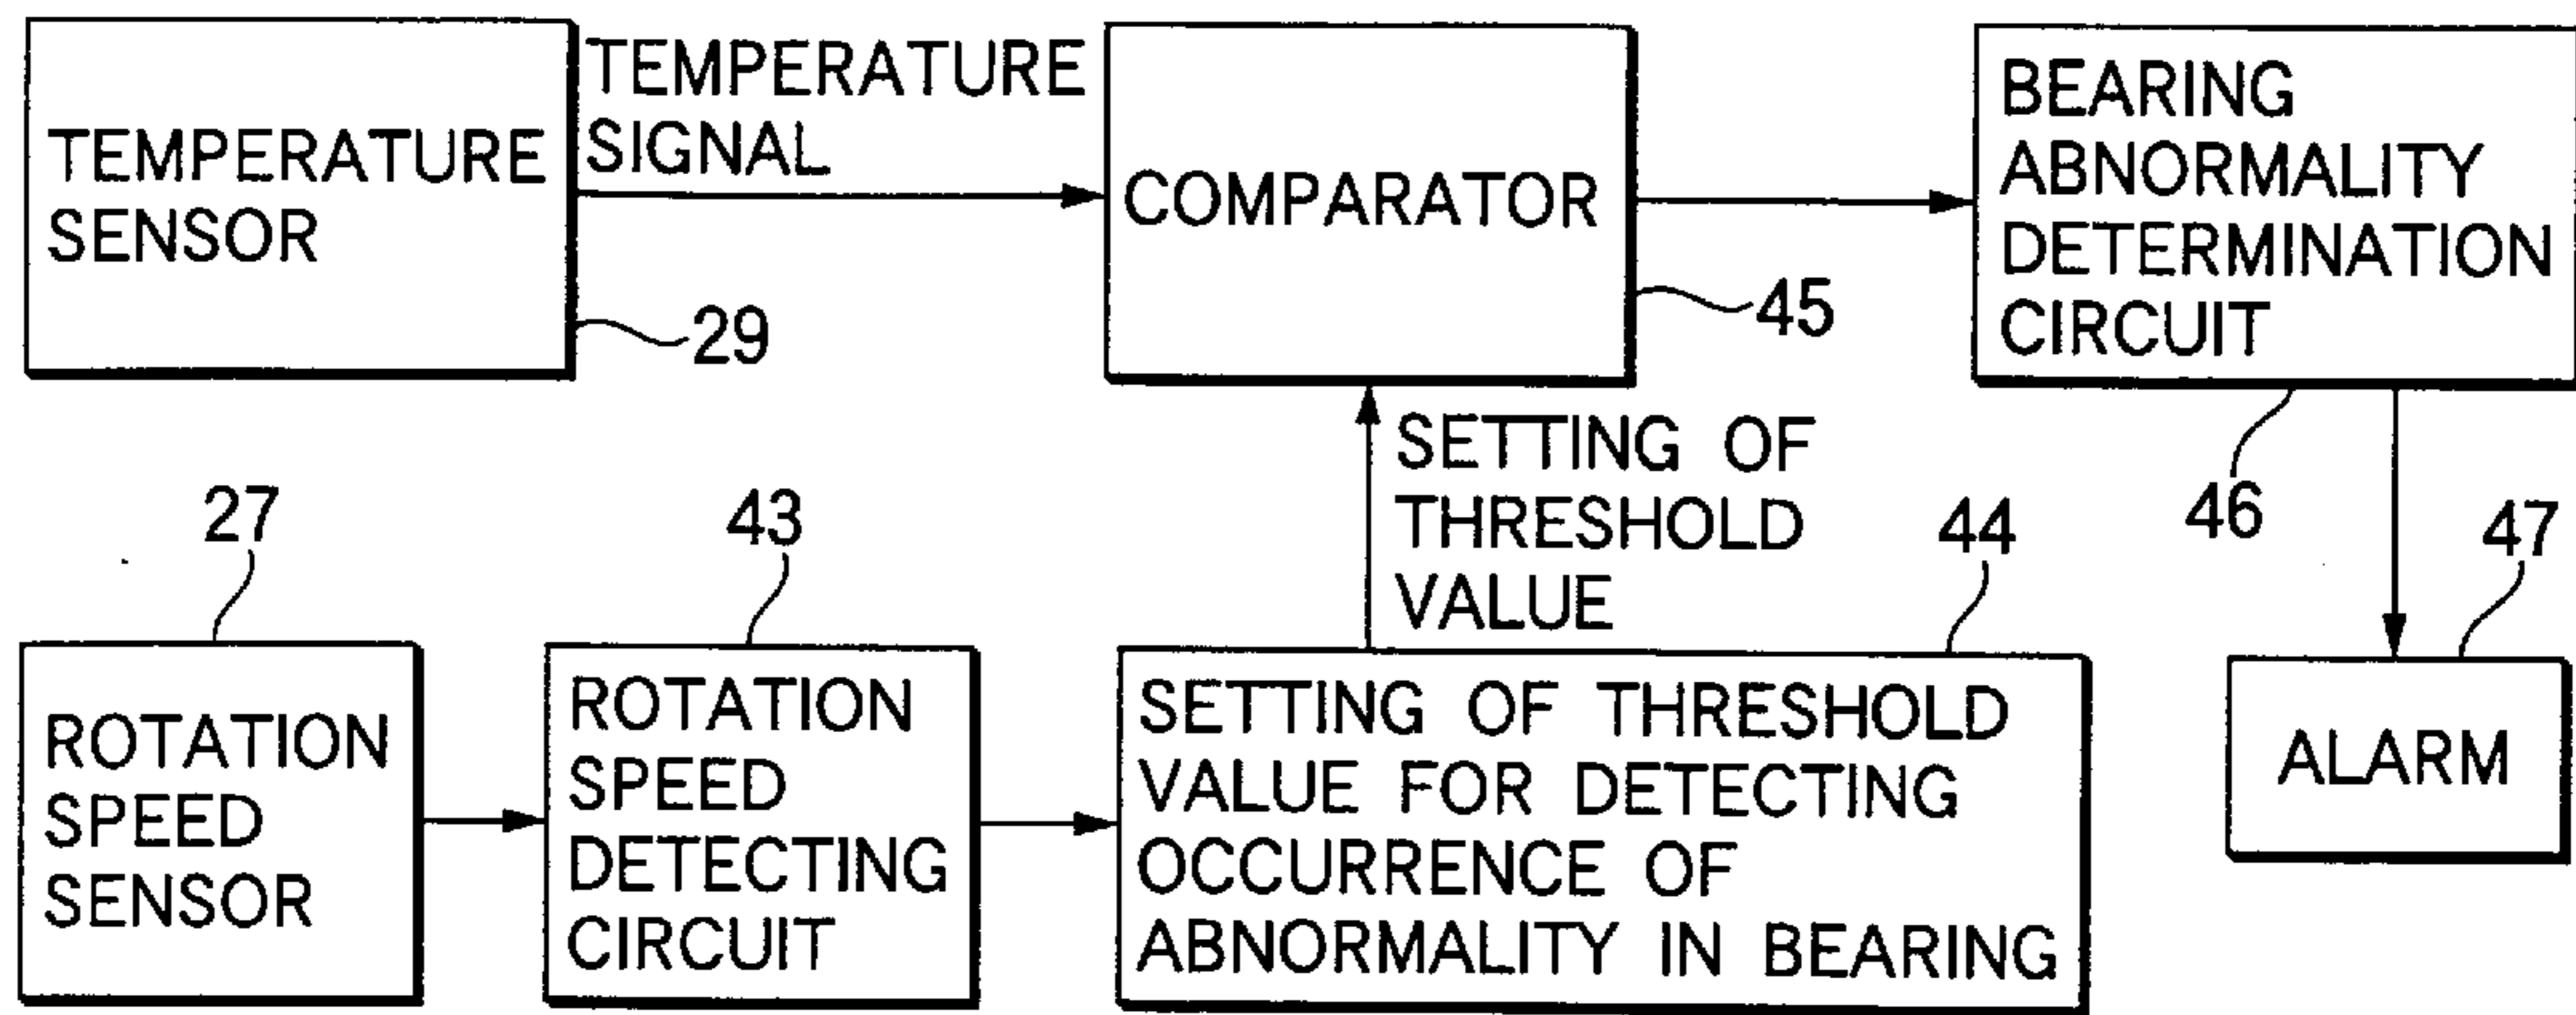 TEMPERATURE
SENSOR
29
TEMPERATURE
SIGNAL
COMPARATOR
45
BEARING
ABNORMALITY
DETERMINATION
CIRCUIT
46
SETTING OF
THRESHOLD
VALUE
27
ROTATION
SPEED
SENSOR
43
ROTATION
SPEED
DETECTING
CIRCUIT
44
SETTING OF THRESHOLD
VALUE FOR DETECTING
OCCURRENCE OF
ABNORMALITY IN BEARING
47
ALARM